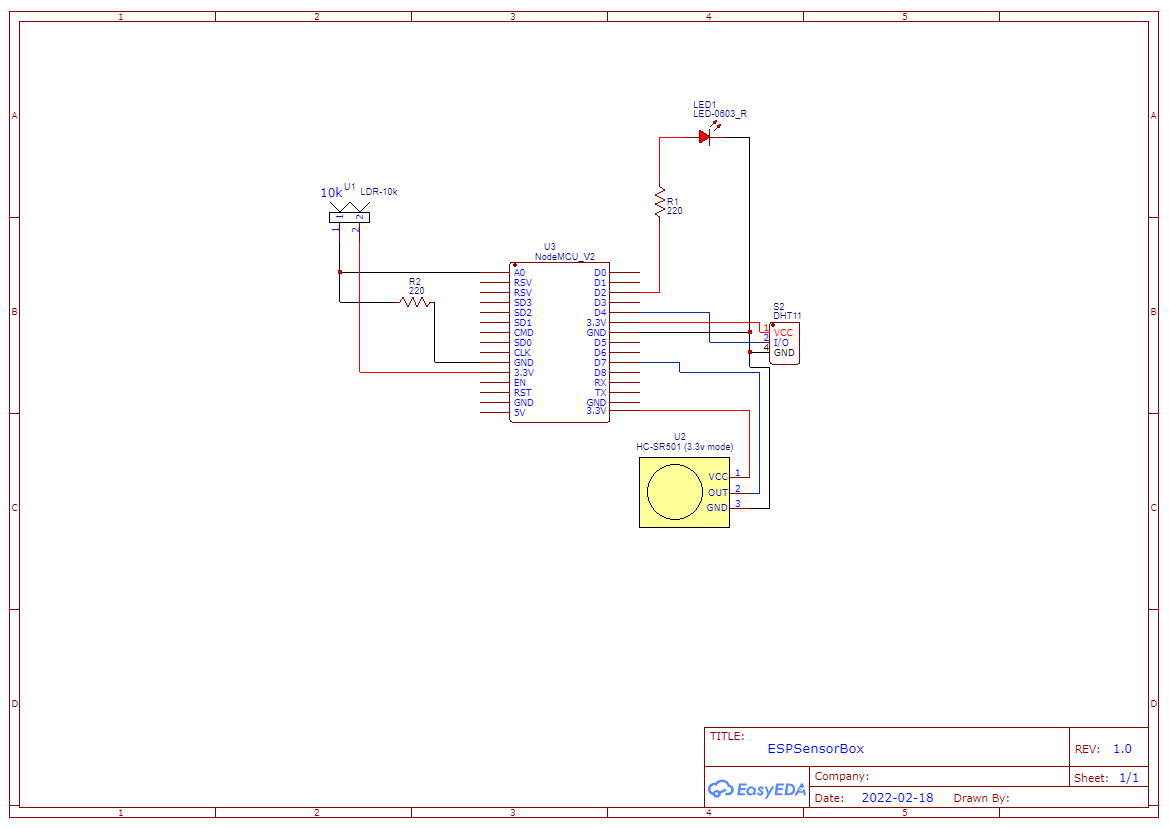 1 2 3 4 5
A A
B B
C C
D D
LED1
LED-0603_R
R1
220
10k U1 LDR-10k
1 2
1 2
R2
220
U3
NodeMCU_V2
A0 D0
RSV D1
RSV D2
SD3 D3
SD2 D4
SD1 3.3V
CMD GND
SD0 D5
CLK D6
GND D7
3.3V D8
EN RX
RST TX
GND GND
5V 3.3V
S2
DHT11
1 VCC
2 I/O
4 GND
U2
HC-SR501 (3.3v mode)
VCC 1
OUT 2
GND 3
TITLE:
ESPSensorBox
REV: 1.0
EasyEDA
Company:
Sheet: 1/1
Date: 2022-02-18 Drawn By:
1 2 3 4 5